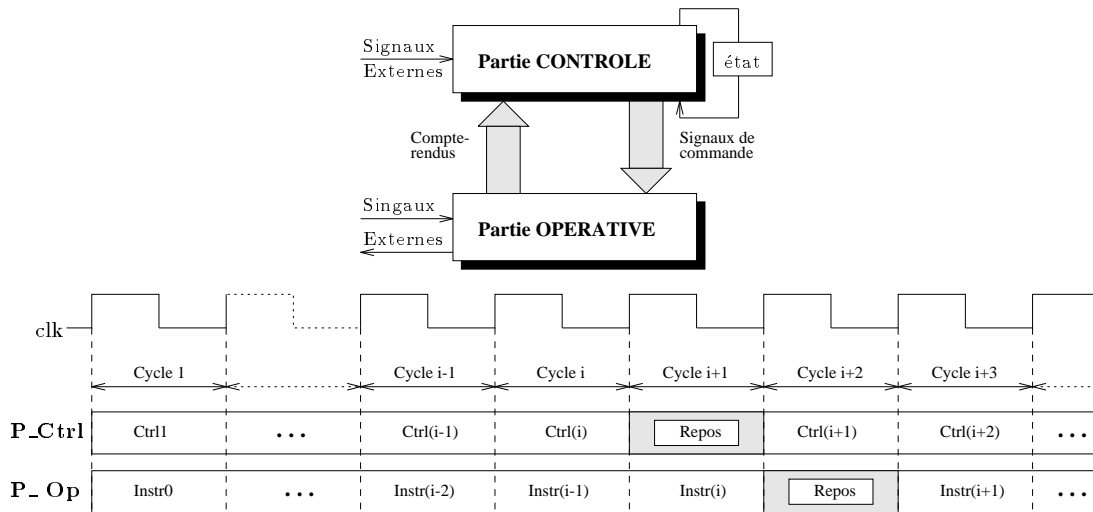 Signaux
Externes
Partie CONTROLE
état
Compte-
rendus
Signaux de
commande
Singaux
Externes
Partie OPERATIVE
clk
Cycle 1
Cycle i-1
Cycle i
Cycle i+1
Cycle i+2
Cycle i+3
P_Ctrl
Ctrl1
...
Ctrl(i-1)
Ctrl(i)
Repos
Ctrl(i+1)
Ctrl(i+2)
...
P_Op
Instr0
...
Instr(i-2)
Instr(i-1)
Instr(i)
Repos
Instr(i+1)
...